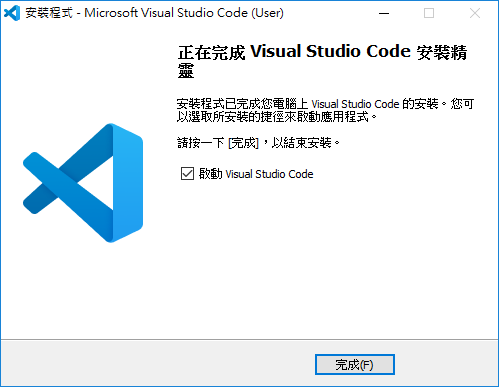 安裝程式 - Microsoft Visual Studio Code (User)
正在完成 Visual Studio Code 安裝精
靈
安裝程式已完成您電腦上 Visual Studio Code 的安裝。您可
以選取所安裝的捷徑來啟動應用程式。
請按一下 [完成]，以結束安裝。
啟動 Visual Studio Code
完成(F)